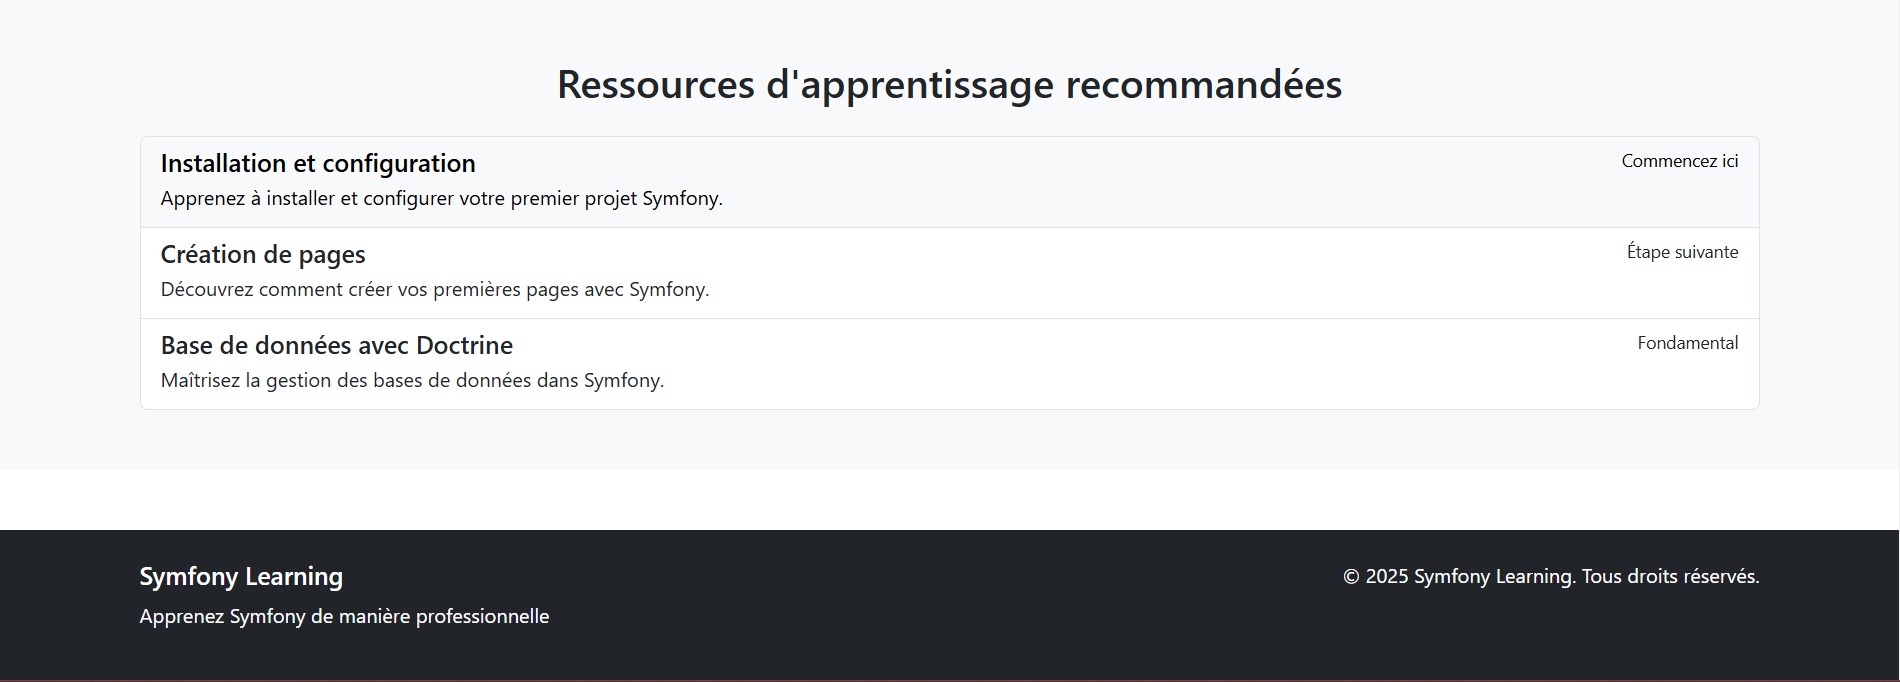 Ressources d'apprentissage recommandées
Installation et configuration
Commencez ici
Apprenez à installer et configurer votre premier projet Symfony.
Création de pages
Étape suivante
Découvrez comment créer vos premières pages avec Symfony.
Base de données avec Doctrine
Fondamental
Maîtrisez la gestion des bases de données dans Symfony.
Symfony Learning
© 2025 Symfony Learning. Tous droits réservés.
Apprenez Symfony de manière professionnelle